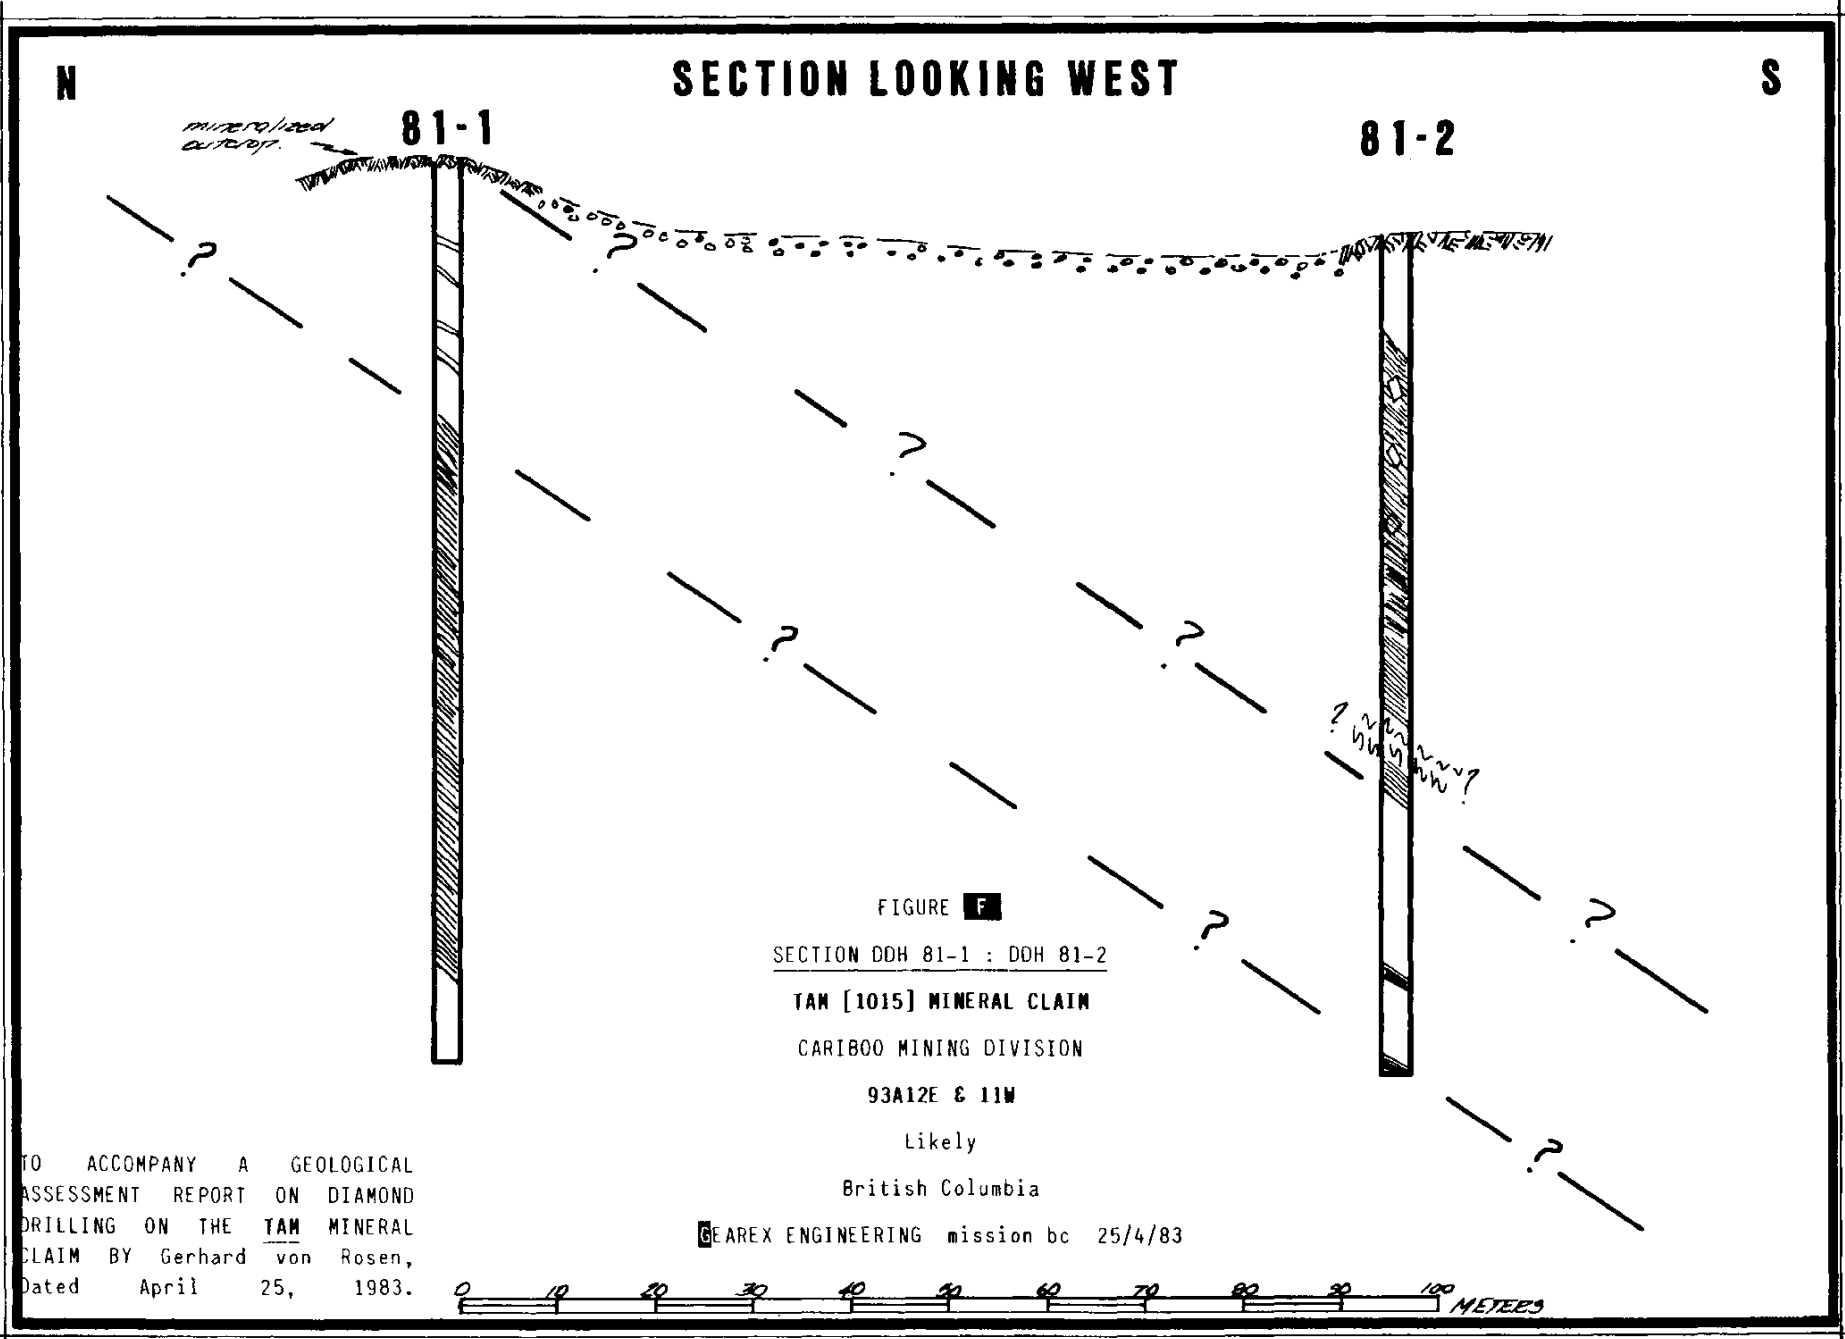 N SECTION LOOKING WEST S
mineralized
outcrop.
81-1
81-2
?
?
?
?
?
? ?
?
?
?
FIGURE F
SECTION DDH 81-1 : DDH 81-2
TAM [1015] MINERAL CLAIM
CARIBOO MINING DIVISION
93A12E & 11W
Likely
British Columbia
GEAREX ENGINEERING mission bc 25/4/83
TO ACCOMPANY A GEOLOGICAL
ASSESSMENT REPORT ON DIAMOND
DRILLING ON THE TAM MINERAL
CLAIM BY Gerhard von Rosen,
Dated April 25, 1983.
0 10 20 30 40 50 60 70 80 90 100 METERS